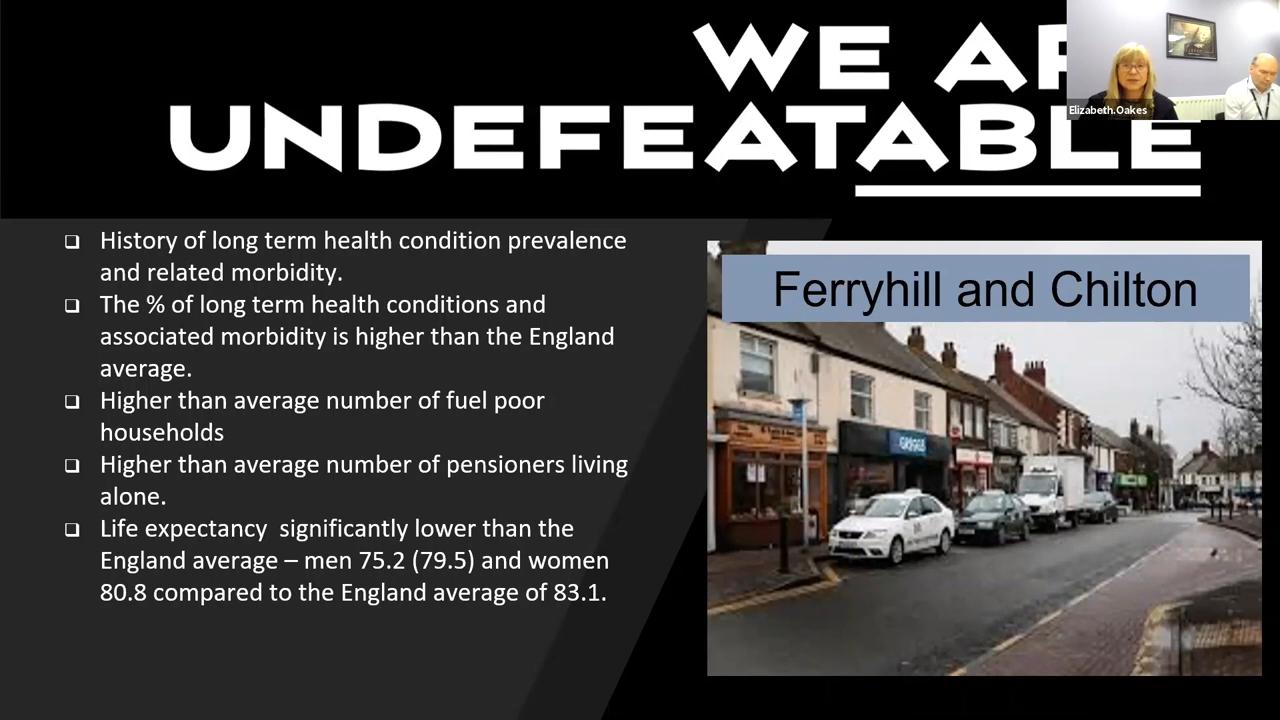 WE AR
UNDEFEATABLE
Elizabeth.Oakes
❑ History of long term health condition prevalence
and related morbidity.
❑ The % of long term health conditions and
associated morbidity is higher than the England
average.
❑ Higher than average number of fuel poor
households
❑ Higher than average number of pensioners living
alone.
❑ Life expectancy  significantly lower than the
England average – men 75.2 (79.5) and women
80.8 compared to the England average of 83.1.
Ferryhill and Chilton
GREGGS